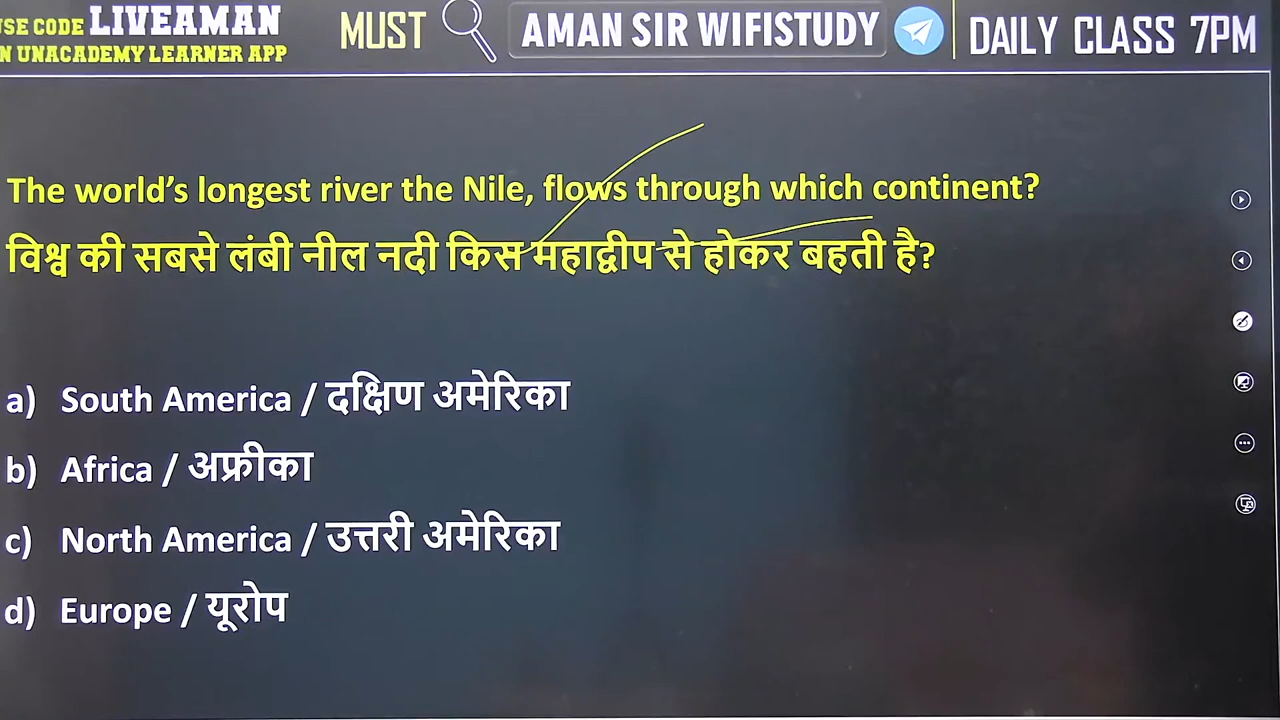 USE CODE LIVEAMAN
N UNACADEMY LEARNER APP
MUST
AMAN SIR WIFISTUDY
DAILY CLASS 7PM
The world's longest river the Nile, flows through which continent?
विश्व की सबसे लंबी नील नदी किस महाद्वीप से होकर बहती है?
a) South America / दक्षिण अमेरिका
b) Africa / अफ्रीका
c) North America / उत्तरी अमेरिका
d) Europe / यूरोप